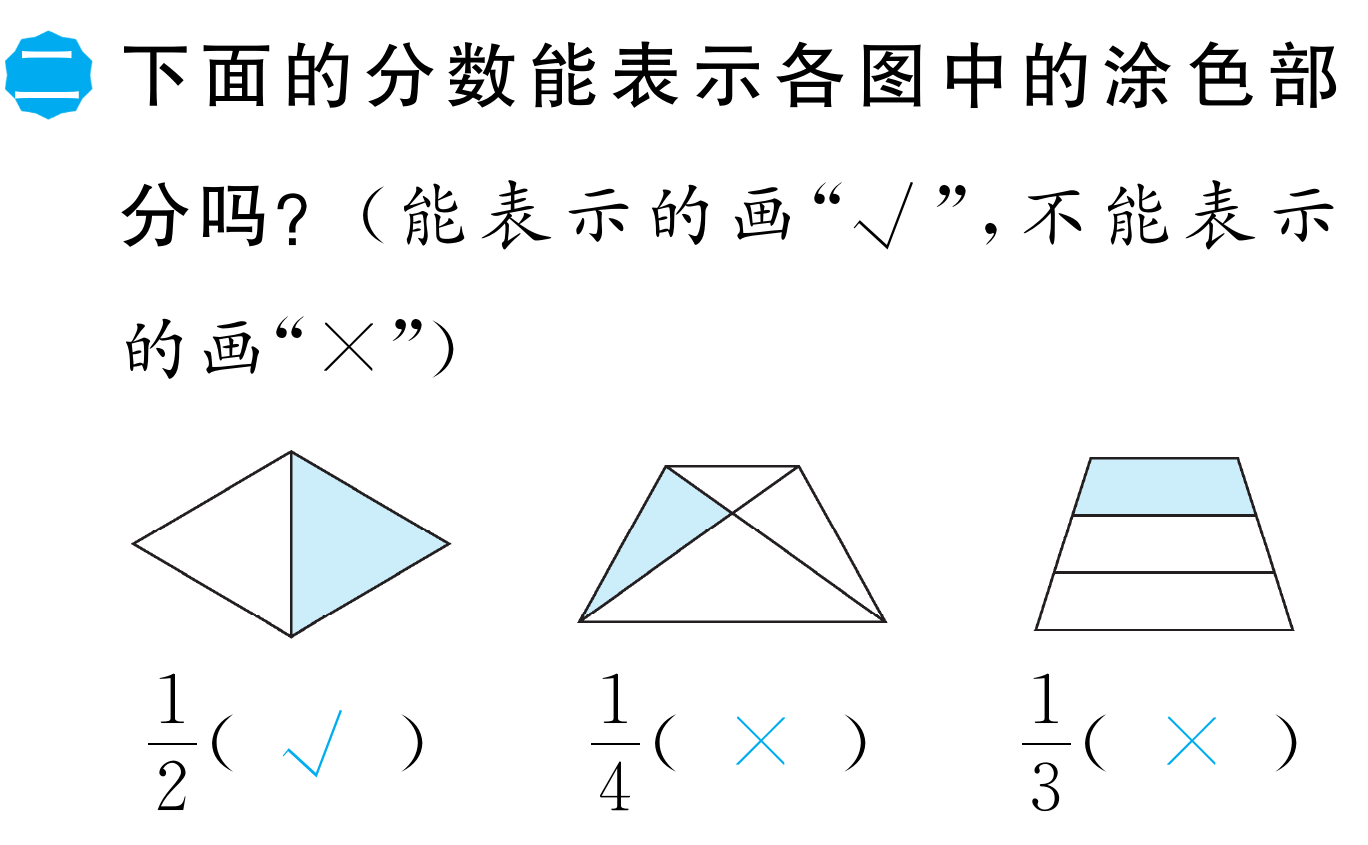 二 下面的分数能表示各图中的涂色部
分吗?(能表示的画“√”,不能表示
的画“×”)
1/2( √ ) 1/4( × ) 1/3( × )